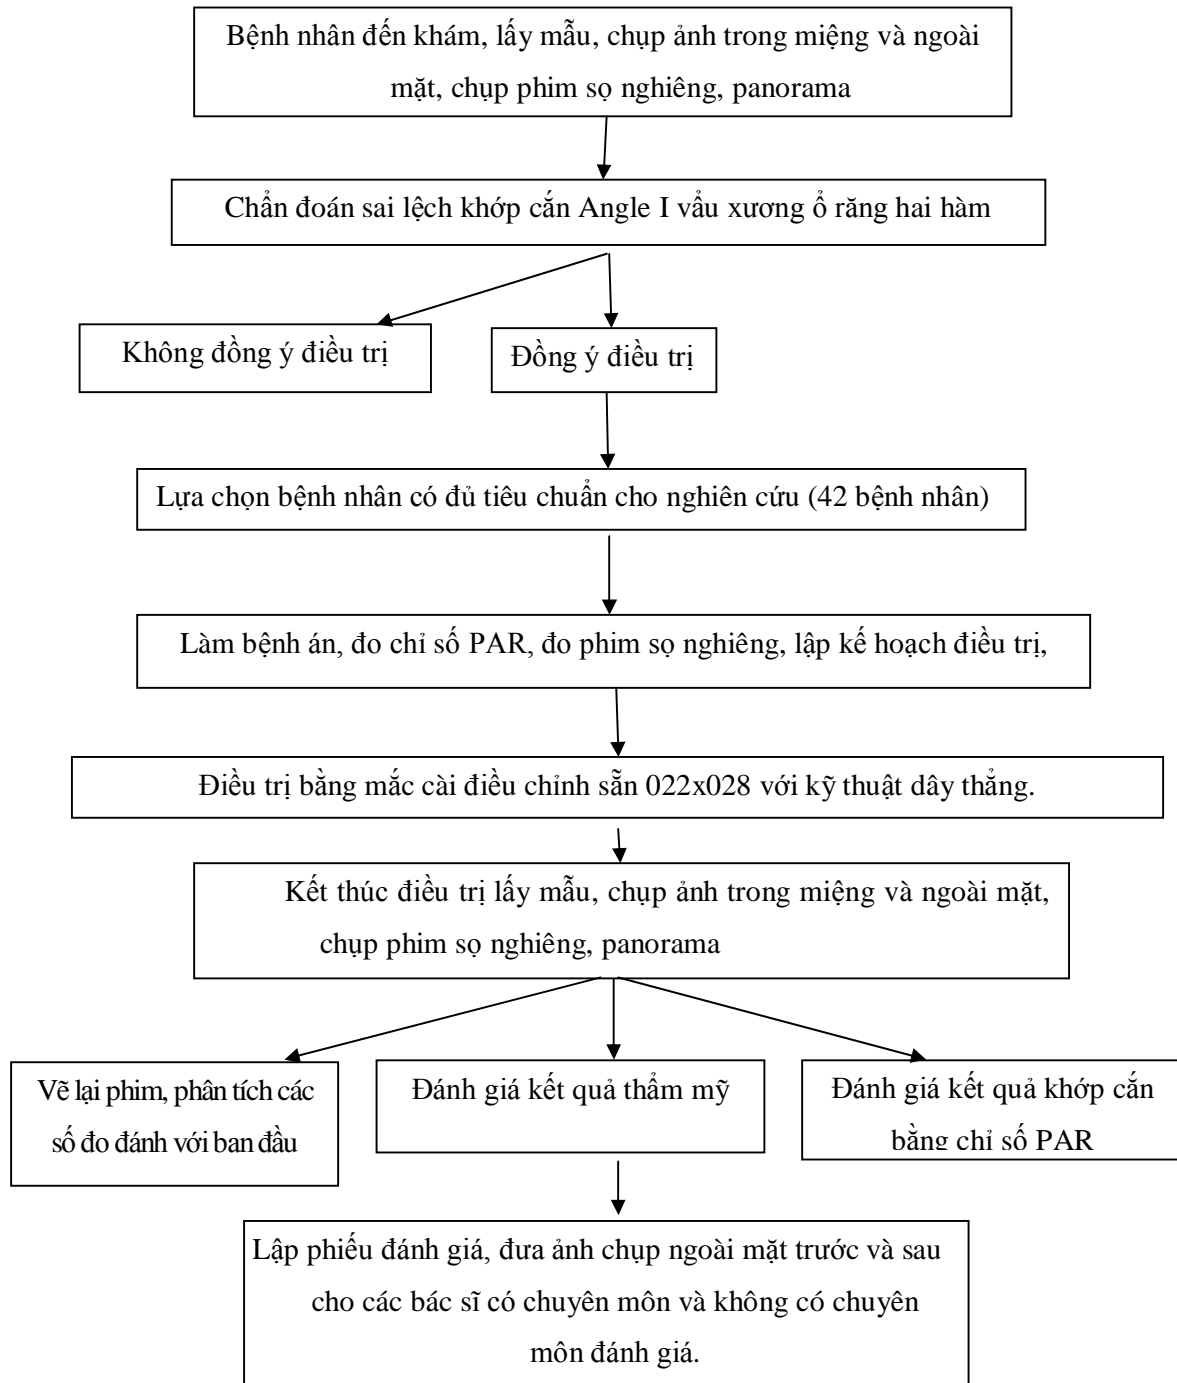 Bệnh nhân đến khám, lấy mẫu, chụp ảnh trong miệng và ngoài
mặt, chụp phim sọ nghiêng, panorama
Chẩn đoán sai lệch khớp cắn Angle I vẩu xương ổ răng hai hàm
Không đồng ý điều trị
Đồng ý điều trị
Lựa chọn bệnh nhân có đủ tiêu chuẩn cho nghiên cứu (42 bệnh nhân)
Làm bệnh án, đo chỉ số PAR, đo phim sọ nghiêng, lập kế hoạch điều trị,
Điều trị bằng mắc cài điều chỉnh sẵn 022x028 với kỹ thuật dây thẳng.
Kết thúc điều trị lấy mẫu, chụp ảnh trong miệng và ngoài mặt,
chụp phim sọ nghiêng, panorama
Vẽ lại phim, phân tích các
số đo đánh với ban đầu
Đánh giá kết quả thẩm mỹ
Đánh giá kết quả khớp cắn
bằng chỉ số PAR
Lập phiếu đánh giá, đưa ảnh chụp ngoài mặt trước và sau
cho các bác sĩ có chuyên môn và không có chuyên
môn đánh giá.